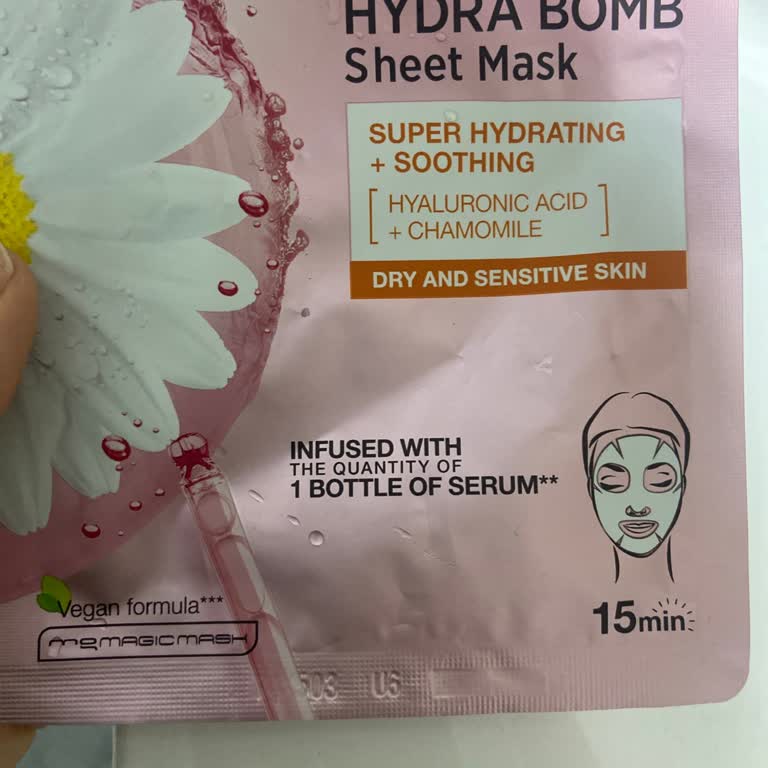 HYDRA BOMB
Sheet Mask
SUPER HYDRATING
+ SOOTHING
[ HYALURONIC ACID
+ CHAMOMILE ]
DRY AND SENSITIVE SKIN
INFUSED WITH
THE QUANTITY OF
1 BOTTLE OF SERUM**
Vegan formula***
MAGIC MASK
15min